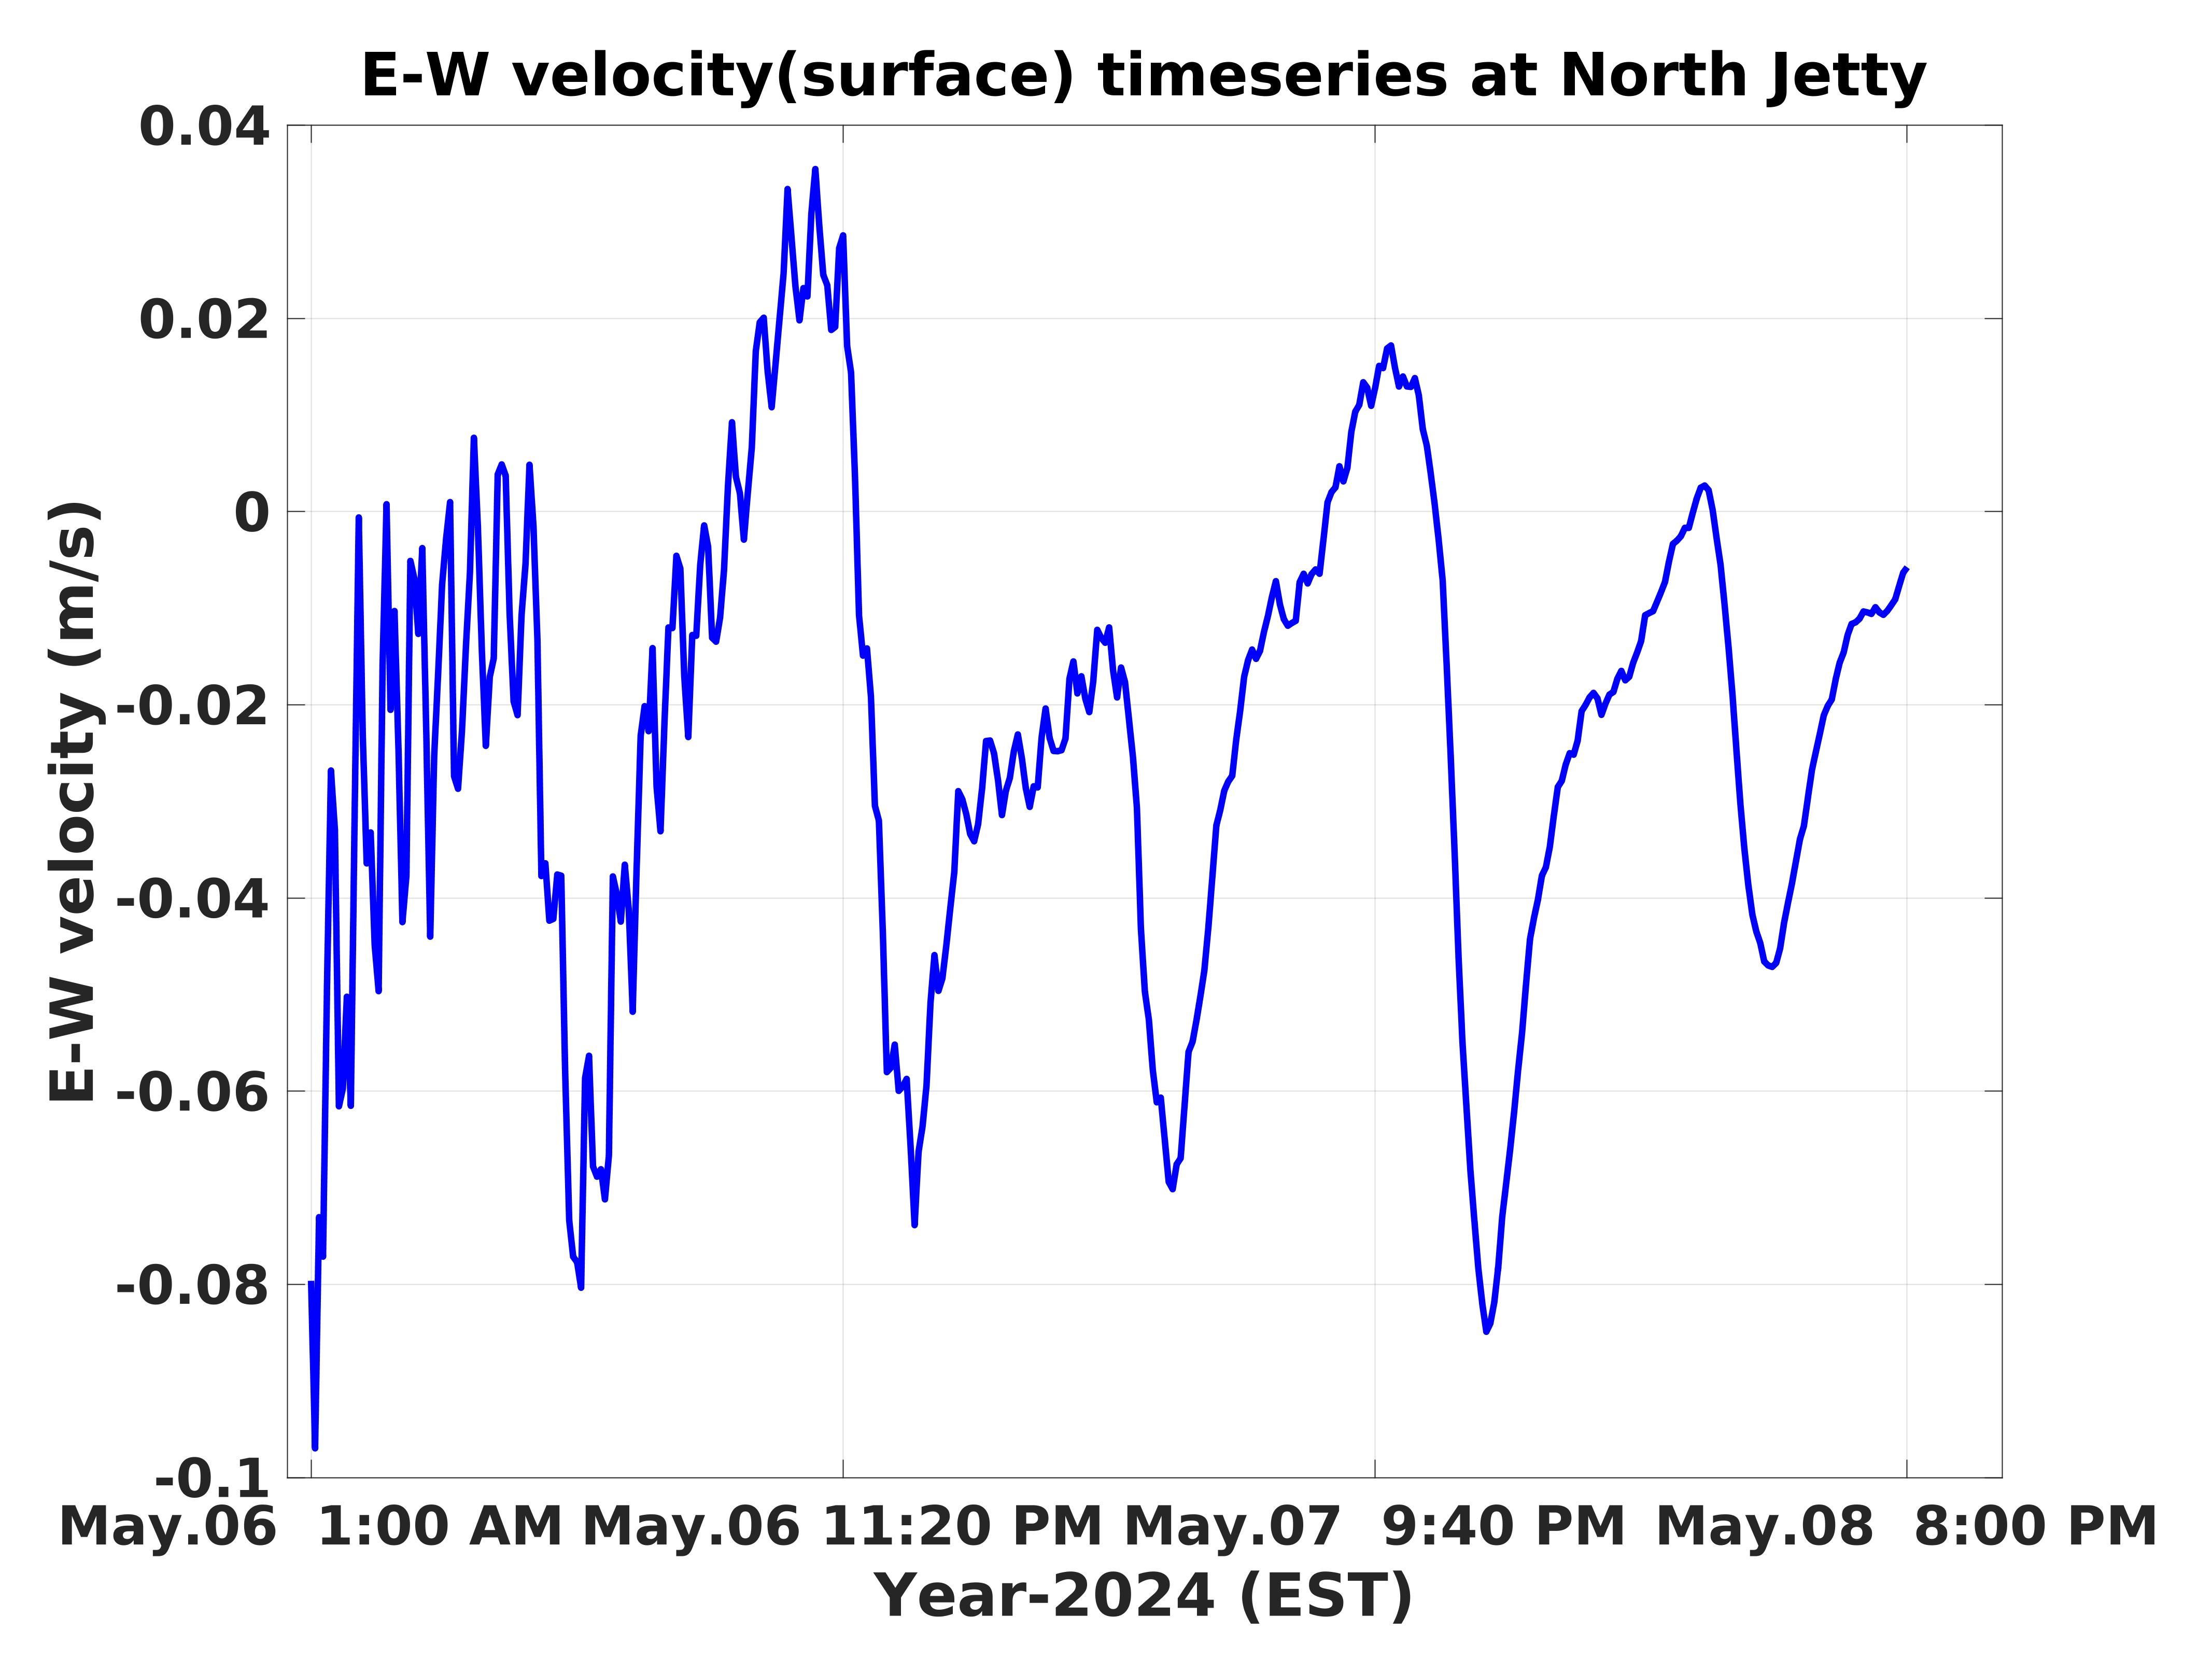 E-W velocity(surface) timeseries at North Jetty
0.04
0.02
0
-0.02
-0.04
-0.06
-0.08
-0.1
E-W velocity (m/s)
May.06 1:00 AM May.06 11:20 PM May.07 9:40 PM May.08 8:00 PM
Year-2024 (EST)